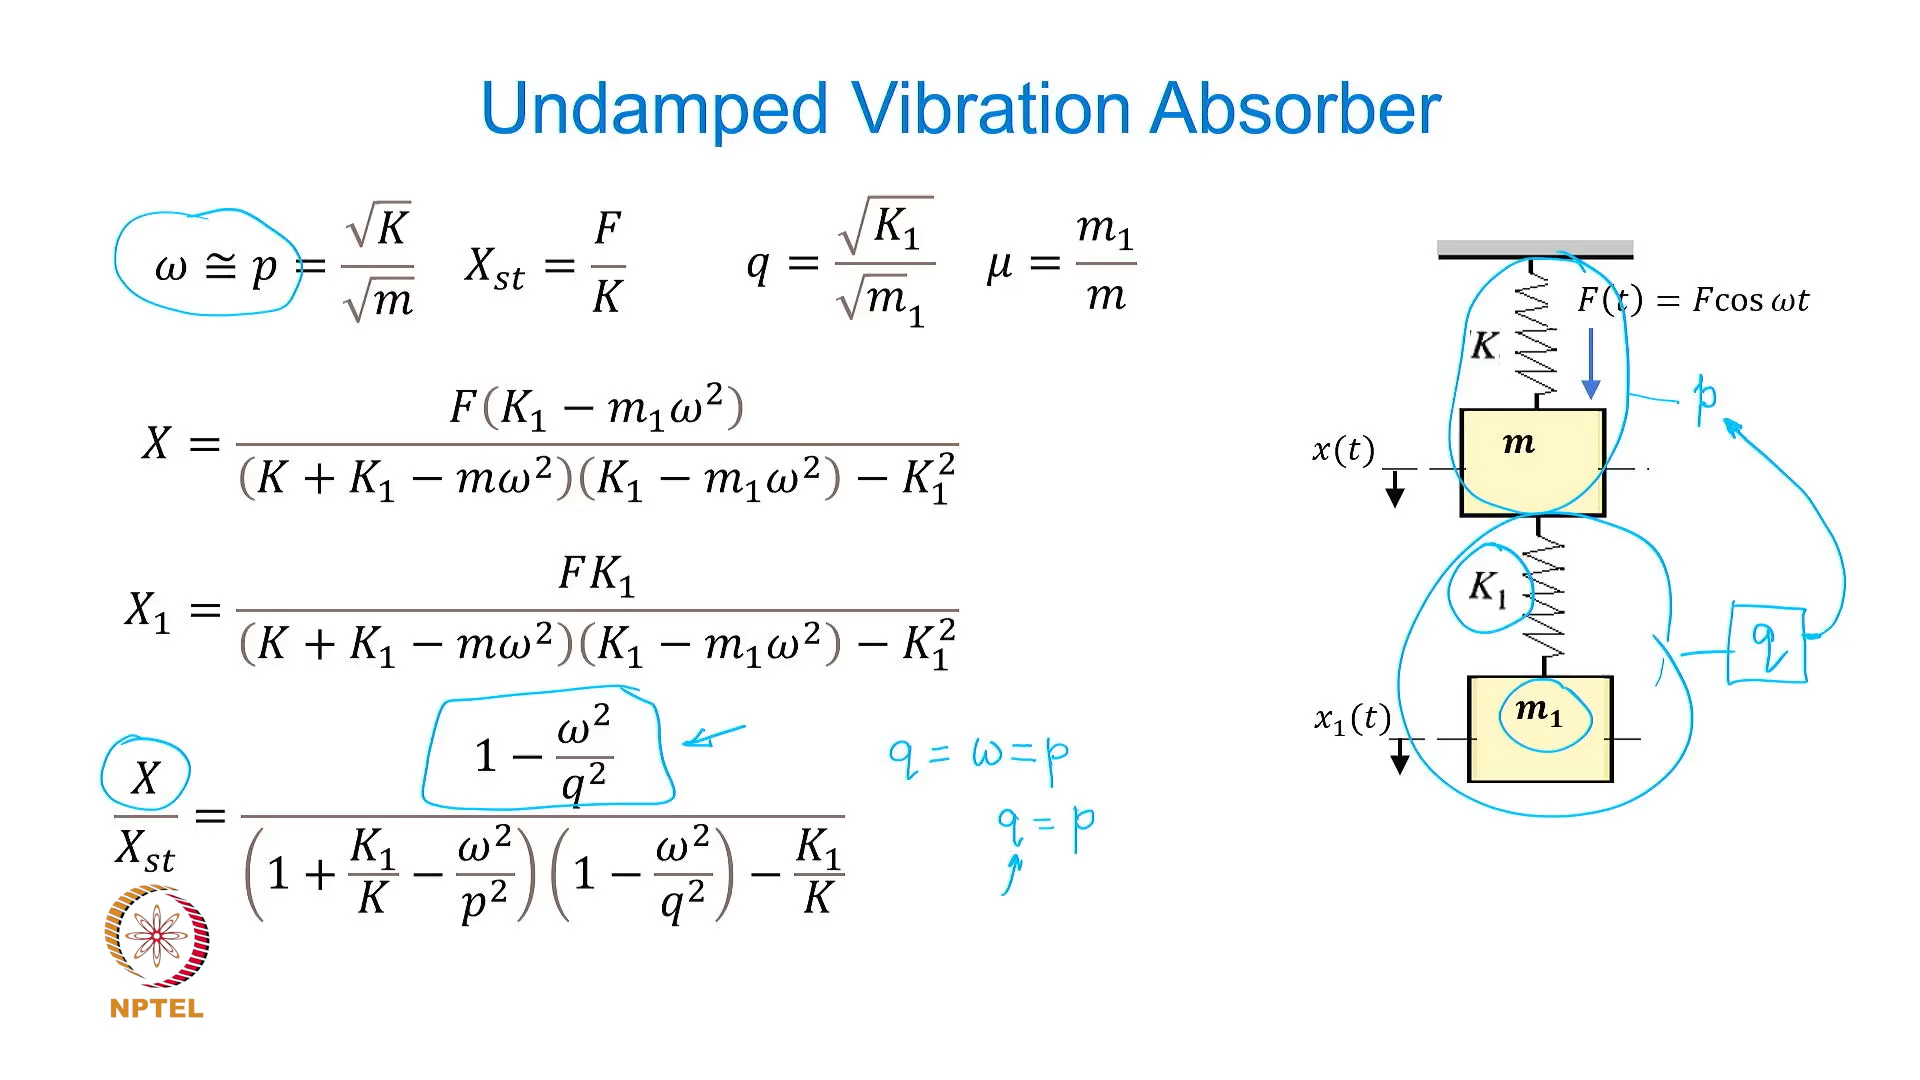 Undamped Vibration Absorber
ω ≅ p = √K / √m    X_st = F / K    q = √K₁ / √m₁    μ = m₁ / m
X = F(K₁ − m₁ω²) / (K + K₁ − mω²)(K₁ − m₁ω²) − K₁²
X₁ = FK₁ / (K + K₁ − mω²)(K₁ − m₁ω²) − K₁²
X / X_st = 1 − ω²/q² / (1 + K₁/K − ω²/p²)(1 − ω²/q²) − K₁/K
q = ω = p
q = p
F(t) = Fcos ωt
K
p
m
x(t)
K₁
q
m₁
x₁(t)
NPTEL